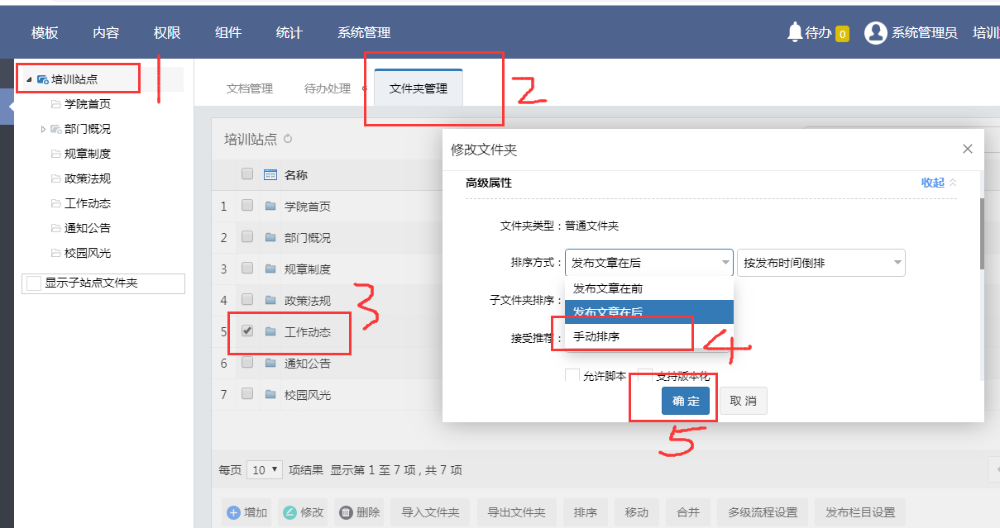 模板 内容 权限 组件 统计 系统管理 待办 0 系统管理员 培训
培训站点
学院首页
部门概况
规章制度
政策法规
工作动态
通知公告
校园风光
显示子站点文件夹
1
文档管理 待办处理 文件夹管理
2
培训站点
名称
1 学院首页
2 部门概况
3 规章制度
4 政策法规
5 工作动态
6 通知公告
7 校园风光
3
修改文件夹
高级属性 收起
文件夹类型：普通文件夹
排序方式： 发布文章在后 按发布时间倒排
发布文章在前
子文件夹排序：
发布文章在后
接受推荐： 手动排序
4
允许脚本 支持版本化
确 定 取 消
5
每页 10 项结果 显示第 1 至 7 项，共 7 项
增加 修改 删除 导入文件夹 导出文件夹 排序 移动 合并 多级流程设置 发布栏目设置